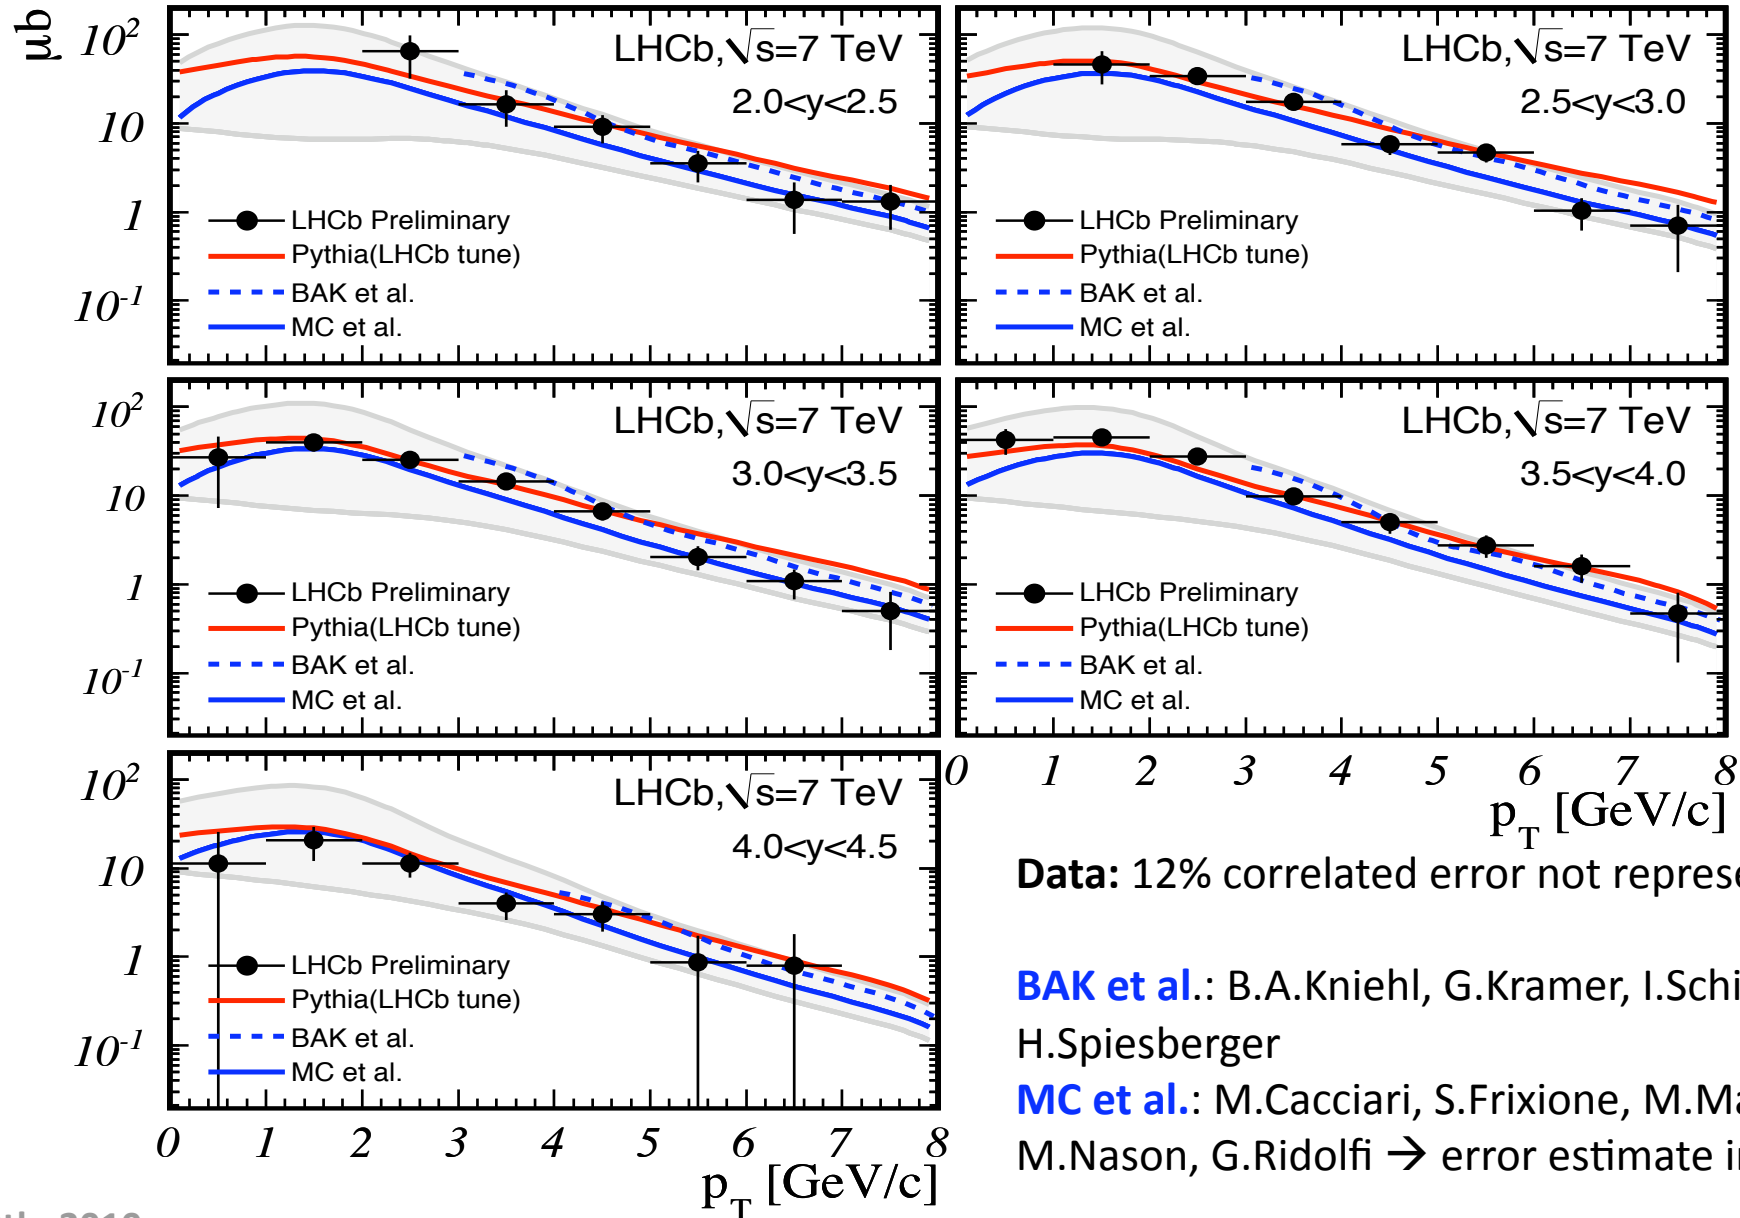 μb
10²
10
1
10⁻¹
LHCb, √s=7 TeV
2.0<y<2.5
LHCb Preliminary
Pythia(LHCb tune)
BAK et al.
MC et al.
LHCb, √s=7 TeV
2.5<y<3.0
LHCb Preliminary
Pythia(LHCb tune)
BAK et al.
MC et al.
10²
10
1
10⁻¹
LHCb, √s=7 TeV
3.0<y<3.5
LHCb Preliminary
Pythia(LHCb tune)
BAK et al.
MC et al.
LHCb, √s=7 TeV
3.5<y<4.0
LHCb Preliminary
Pythia(LHCb tune)
BAK et al.
MC et al.
0 1 2 3 4 5 6 7 8
p_T [GeV/c]
10²
10
1
10⁻¹
LHCb, √s=7 TeV
4.0<y<4.5
LHCb Preliminary
Pythia(LHCb tune)
BAK et al.
MC et al.
0 1 2 3 4 5 6 7 8
p_T [GeV/c]
Data: 12% correlated error not
BAK et al.: B.A.Kniehl, G.Kramer,
H.Spiesberger
MC et al.: M.Cacciari, S.Frixione,
M.Nason, G.Ridolfi → error estimate